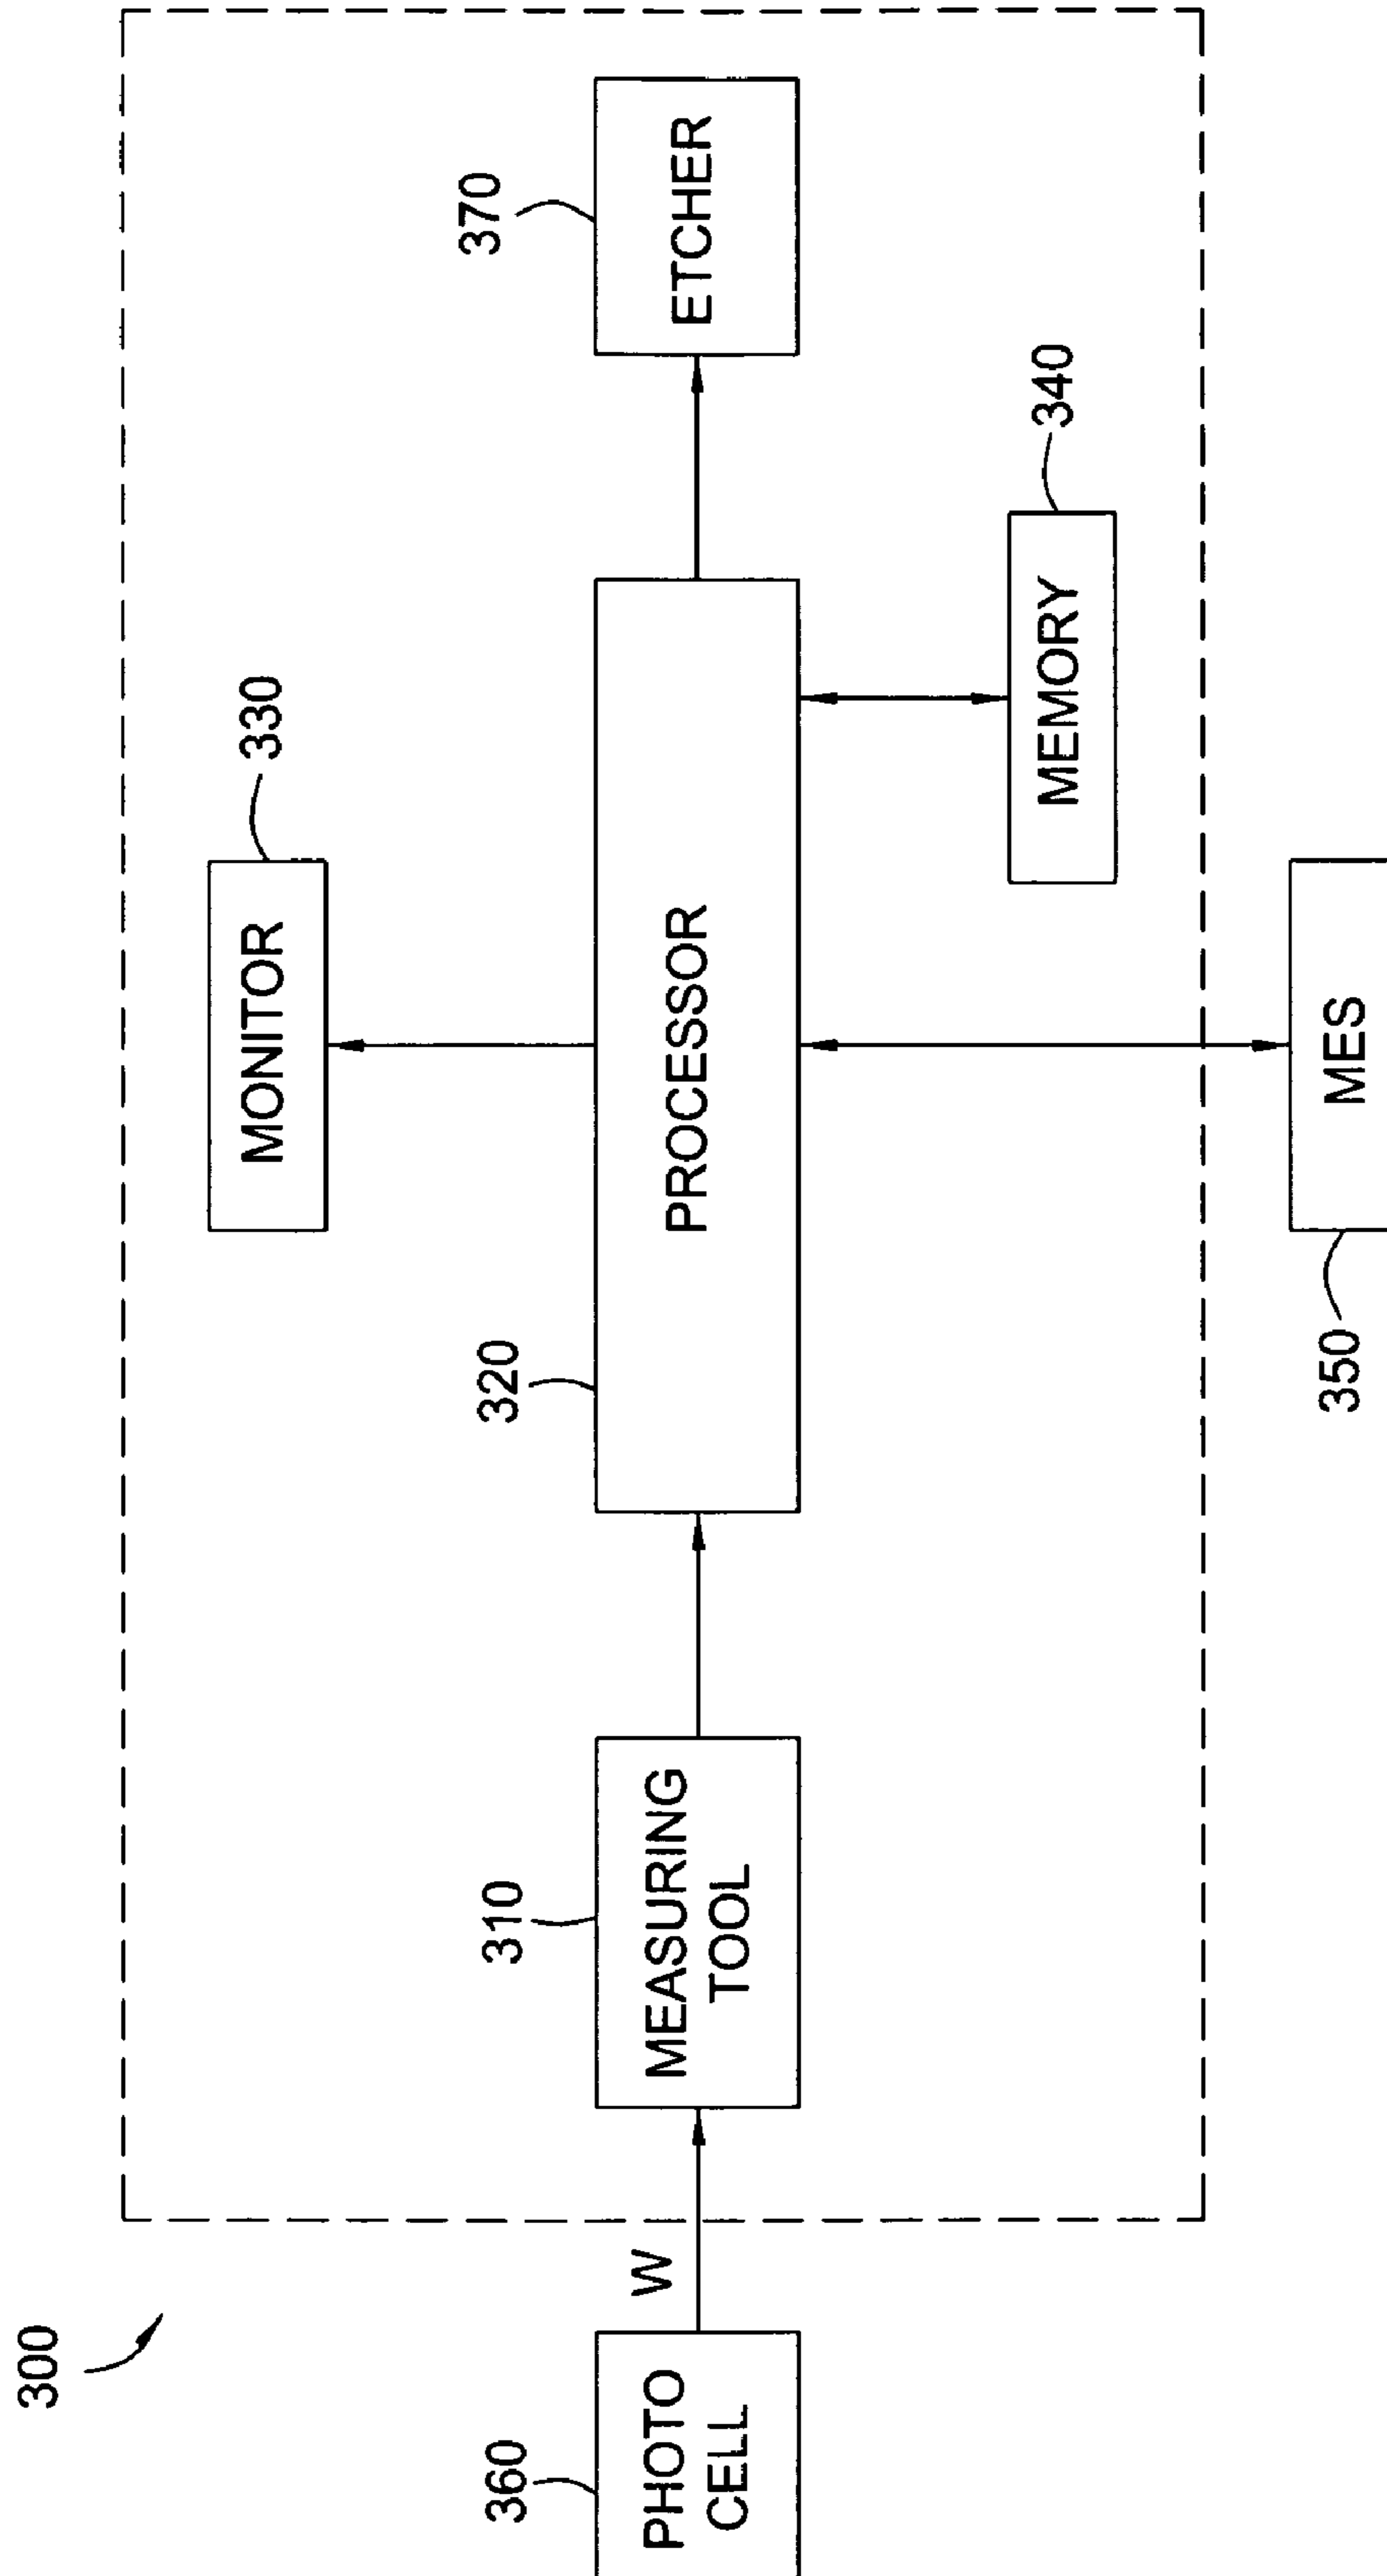 300
360
PHOTO
CELL
W
310
MEASURING
TOOL
320
PROCESSOR
MONITOR
330
370
ETCHER
MEMORY
340
350
MES